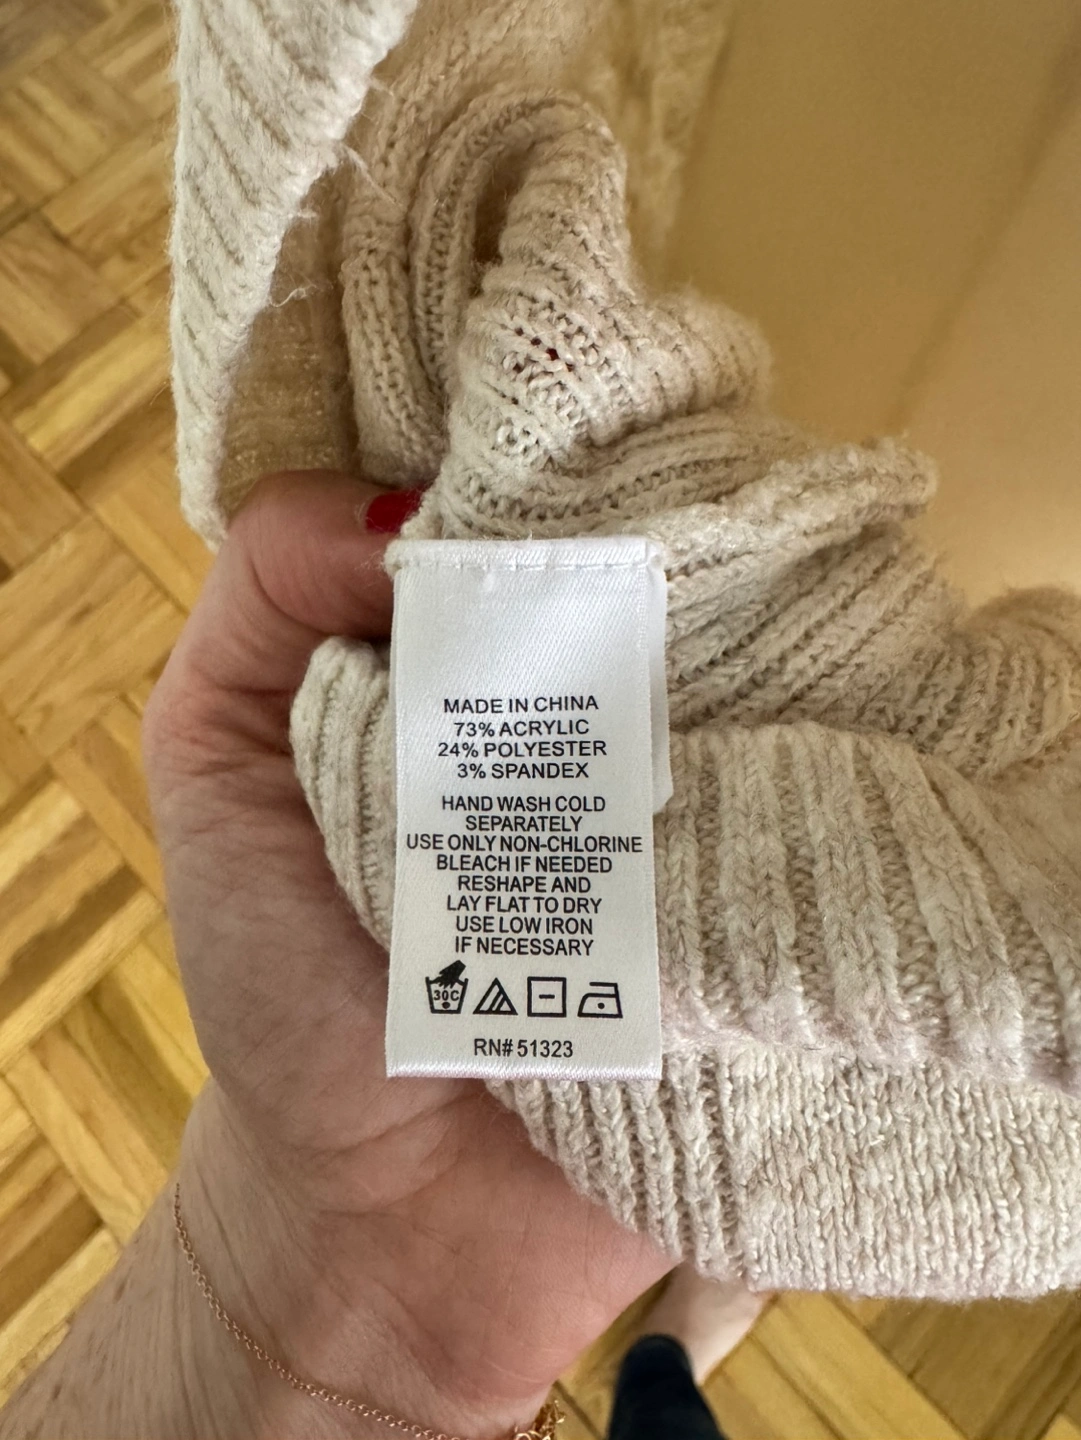 MADE IN CHINA
73% ACRYLIC
24% POLYESTER
3% SPANDEX
HAND WASH COLD
SEPARATELY
USE ONLY NON-CHLORINE
BLEACH IF NEEDED
RESHAPE AND
LAY FLAT TO DRY
USE LOW IRON
IF NECESSARY
30C
RN# 51323